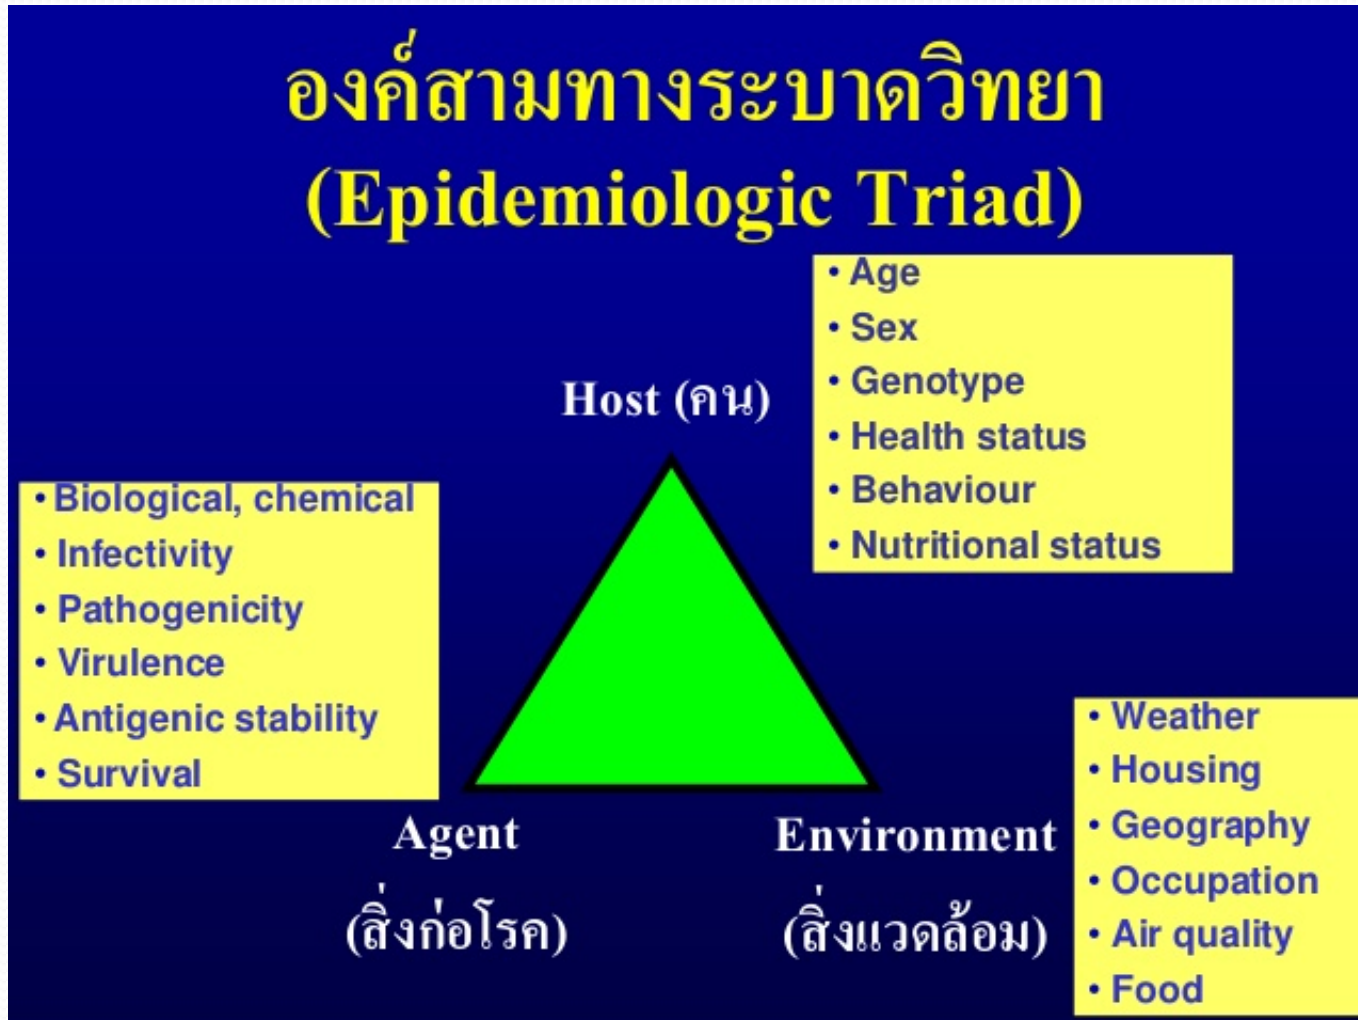 องค์สามทางระบาดวิทยา
(Epidemiologic Triad)
Host (คน)
• Age
• Sex
• Genotype
• Health status
• Behaviour
• Nutritional status
• Biological, chemical
• Infectivity
• Pathogenicity
• Virulence
• Antigenic stability
• Survival
Agent
(สิ่งก่อโรค)
Environment
(สิ่งแวดล้อม)
• Weather
• Housing
• Geography
• Occupation
• Air quality
• Food